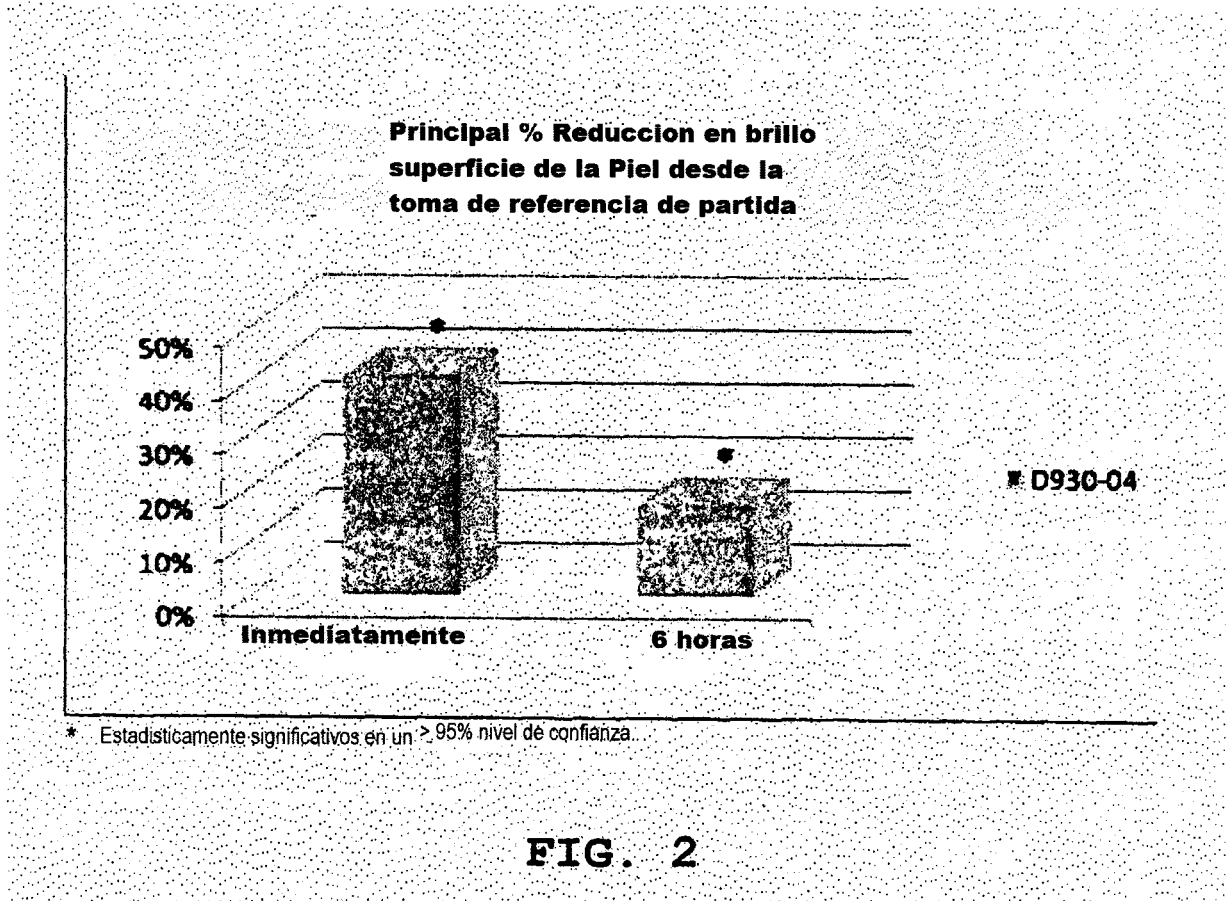 Principal % Reduccion en brillo
superficie de la Piel desde la
toma de referencia de partida
*
50%
40%
30%
20%
10%
0%
*
D930-04
Inmediatamente
6 horas
* Estadisticamente significativos en un ≥ 95% nivel de confianza.
FIG. 2